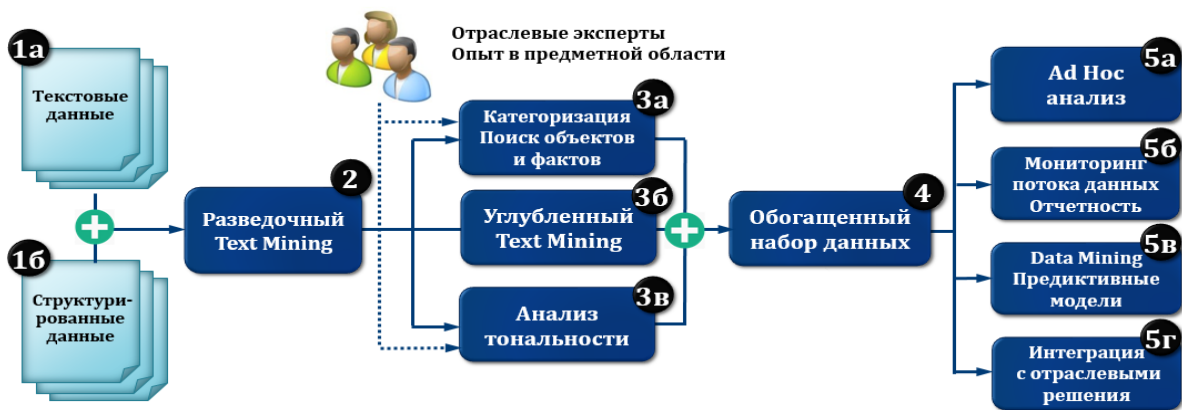 1а
Текстовые
данные
1б
Структури-
рованные
данные
Отраслевые эксперты
Опыт в предметной области
2
Разведочный
Text Mining
3а
Категоризация
Поиск объектов
и фактов
3б
Углубленный
Text Mining
3в
Анализ
тональности
4
Обогащенный
набор данных
5а
Ad Hoc
анализ
5б
Мониторинг
потока данных
Отчетность
5в
Data Mining
Предиктивные
модели
5г
Интеграция
с отраслевыми
решения